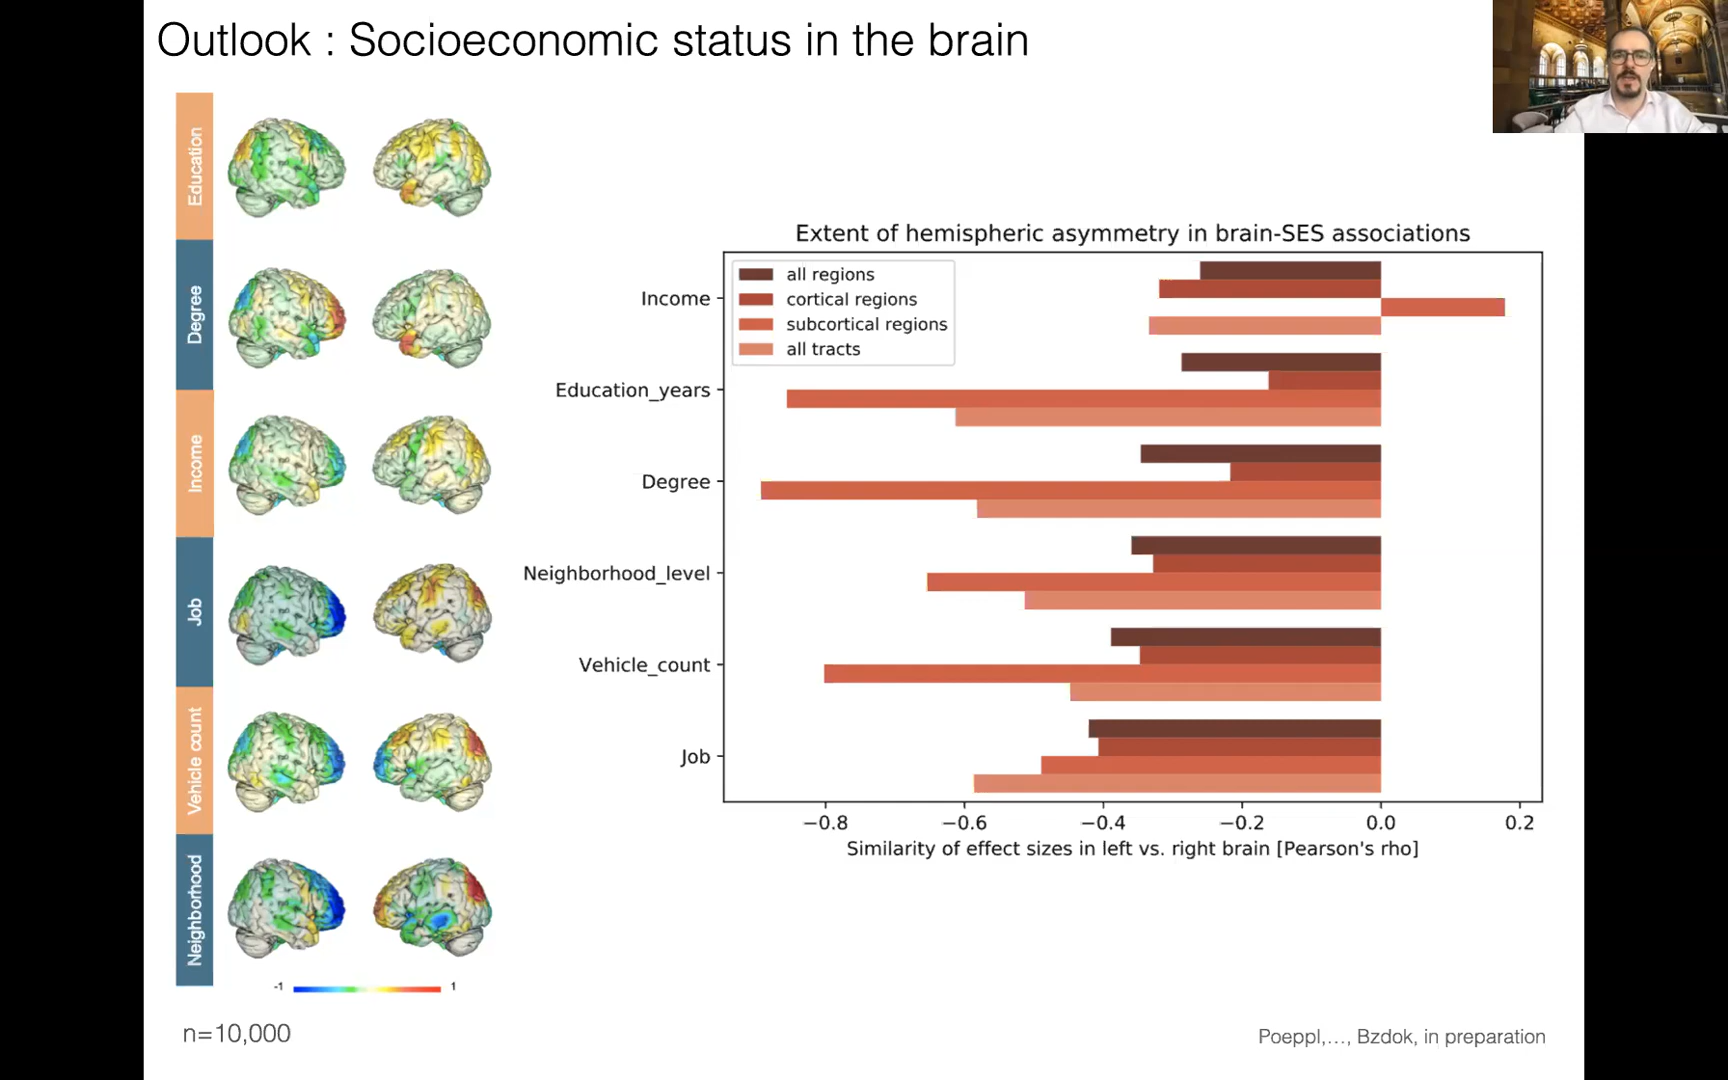 Outlook : Socioeconomic status in the brain
Education
Degree
Income
Job
Vehicle count
Neighborhood
-1
1
n=10,000
Extent of hemispheric asymmetry in brain-SES associations
all regions
cortical regions
subcortical regions
all tracts
Income
Education_years
Degree
Neighborhood_level
Vehicle_count
Job
−0.8 −0.6 −0.4 −0.2 0.0 0.2
Similarity of effect sizes in left vs. right brain [Pearson's rho]
Poeppl,..., Bzdok, in preparation